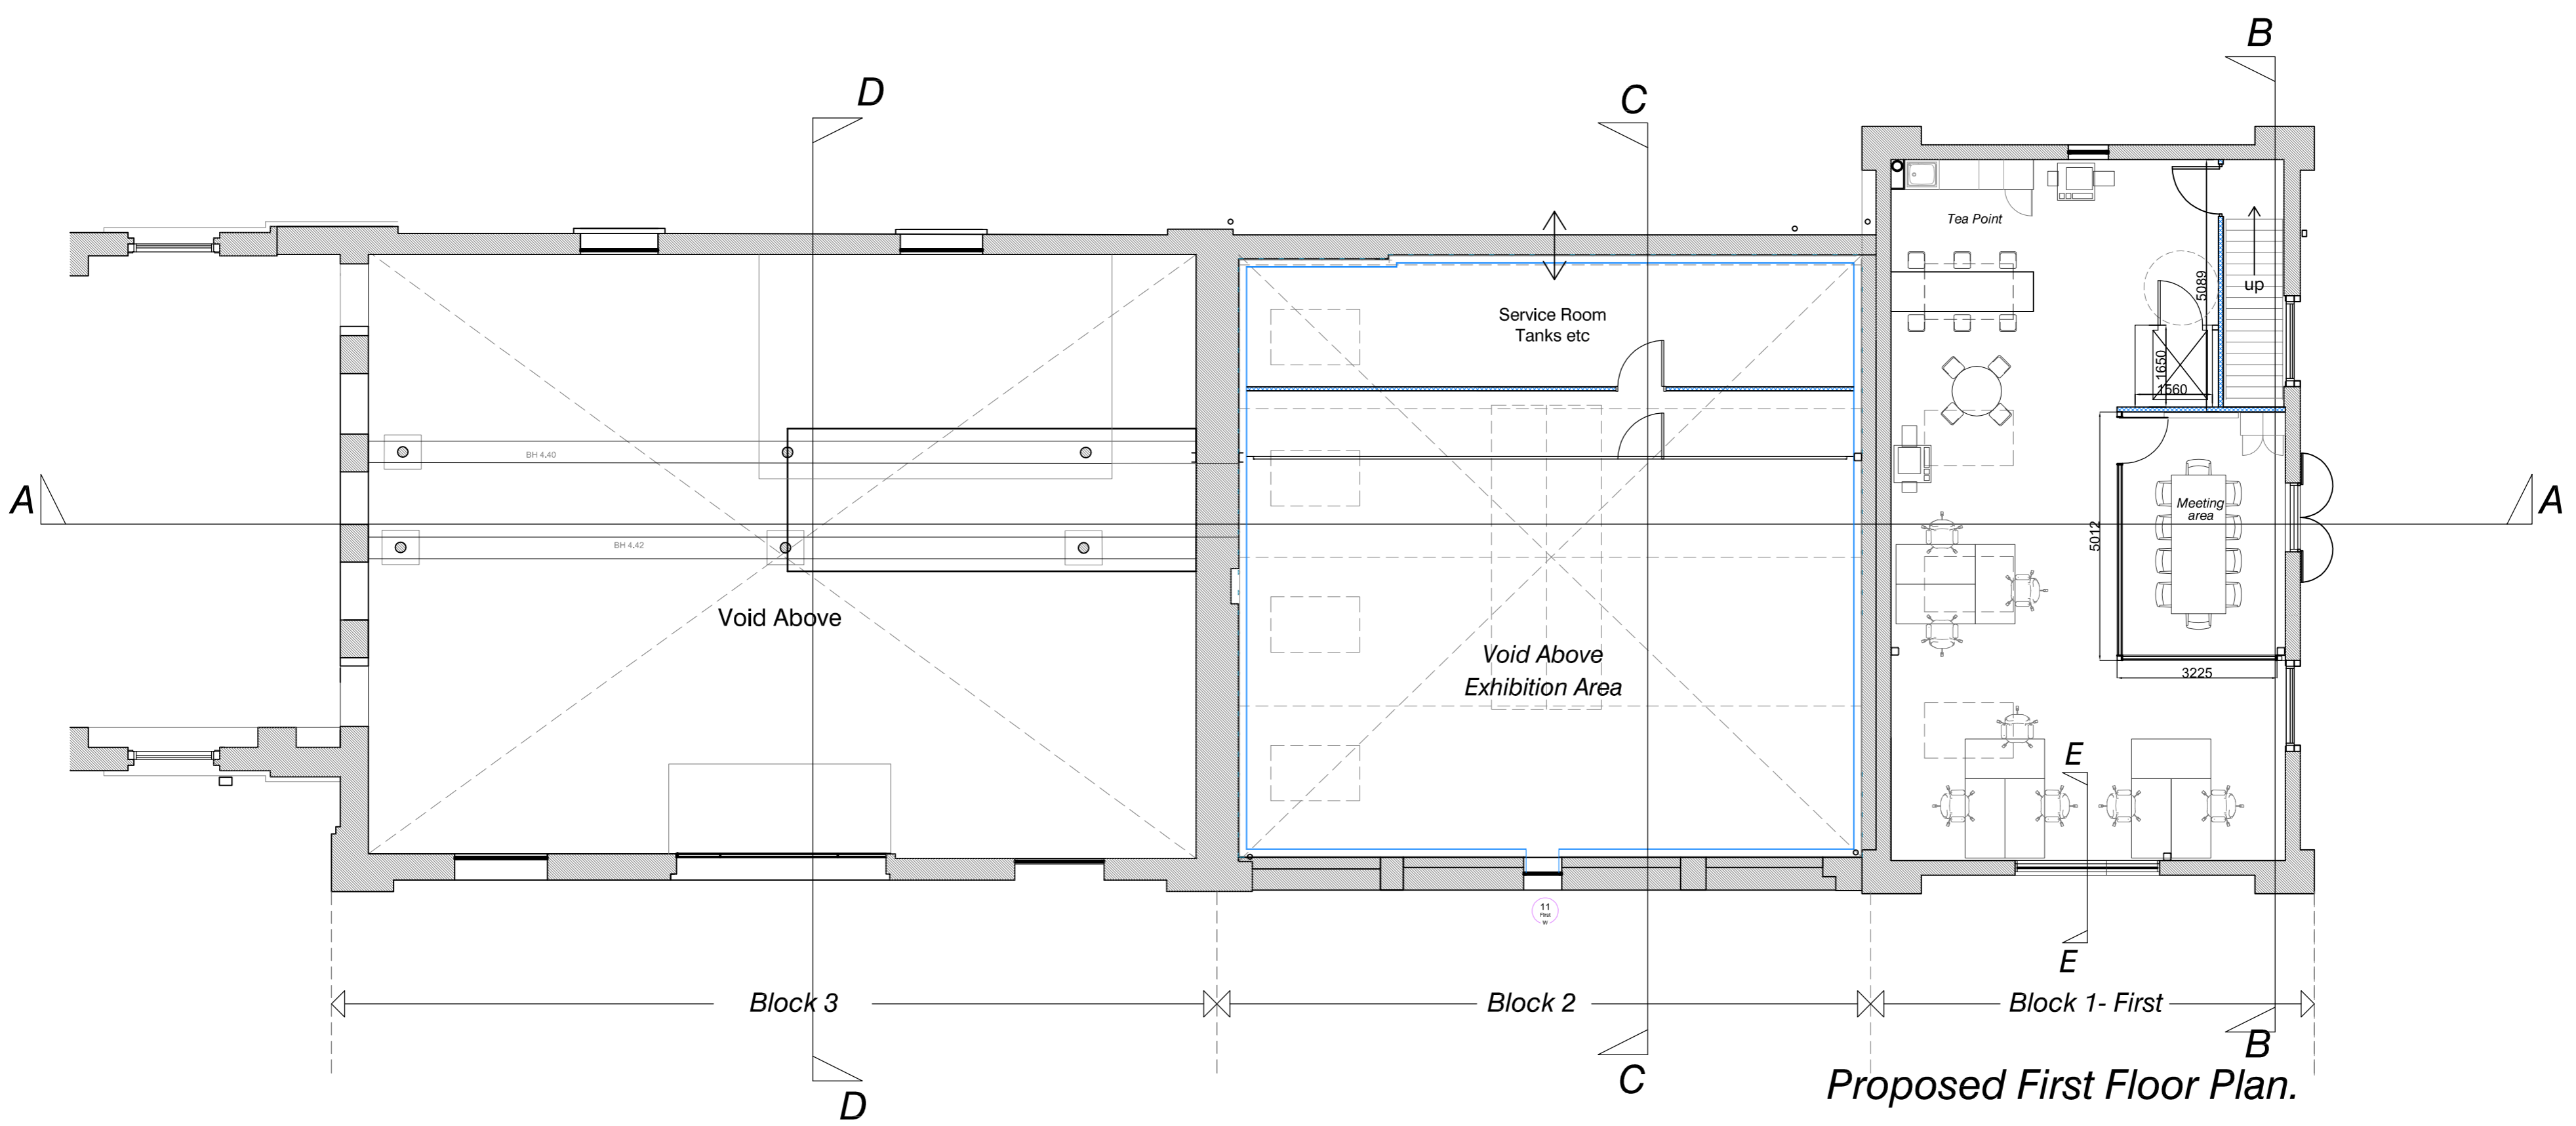 B
D
C
Tea Point
5089
up
Service Room
Tanks etc
1650
1560
BH 4.40
A
A
Meeting
area
5012
BH 4.42
Void Above
Void Above
Exhibition Area
3225
E
11
First
W
E
Block 3
Block 2
Block 1- First
B
C
D
Proposed First Floor Plan.